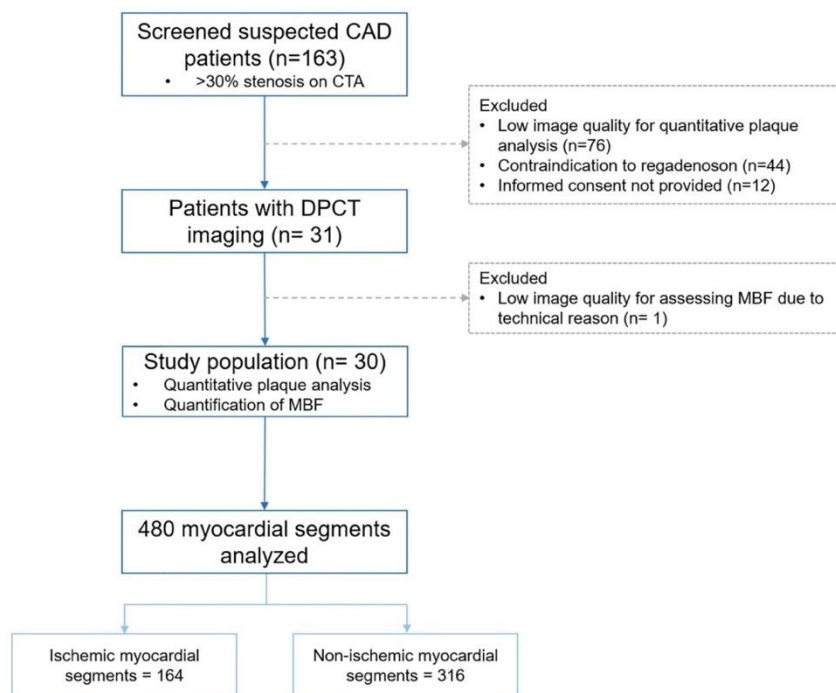 Screened suspected CAD
patients (n=163)
• >30% stenosis on CTA
Excluded
• Low image quality for quantitative plaque
analysis (n=76)
• Contraindication to regadenoson (n=44)
• Informed consent not provided (n=12)
Patients with DPCT
imaging (n= 31)
Excluded
• Low image quality for assessing MBF due to
technical reason (n= 1)
Study population (n= 30)
• Quantitative plaque analysis
• Quantification of MBF
480 myocardial segments
analyzed
Ischemic myocardial
segments = 164
Non-ischemic myocardial
segments = 316